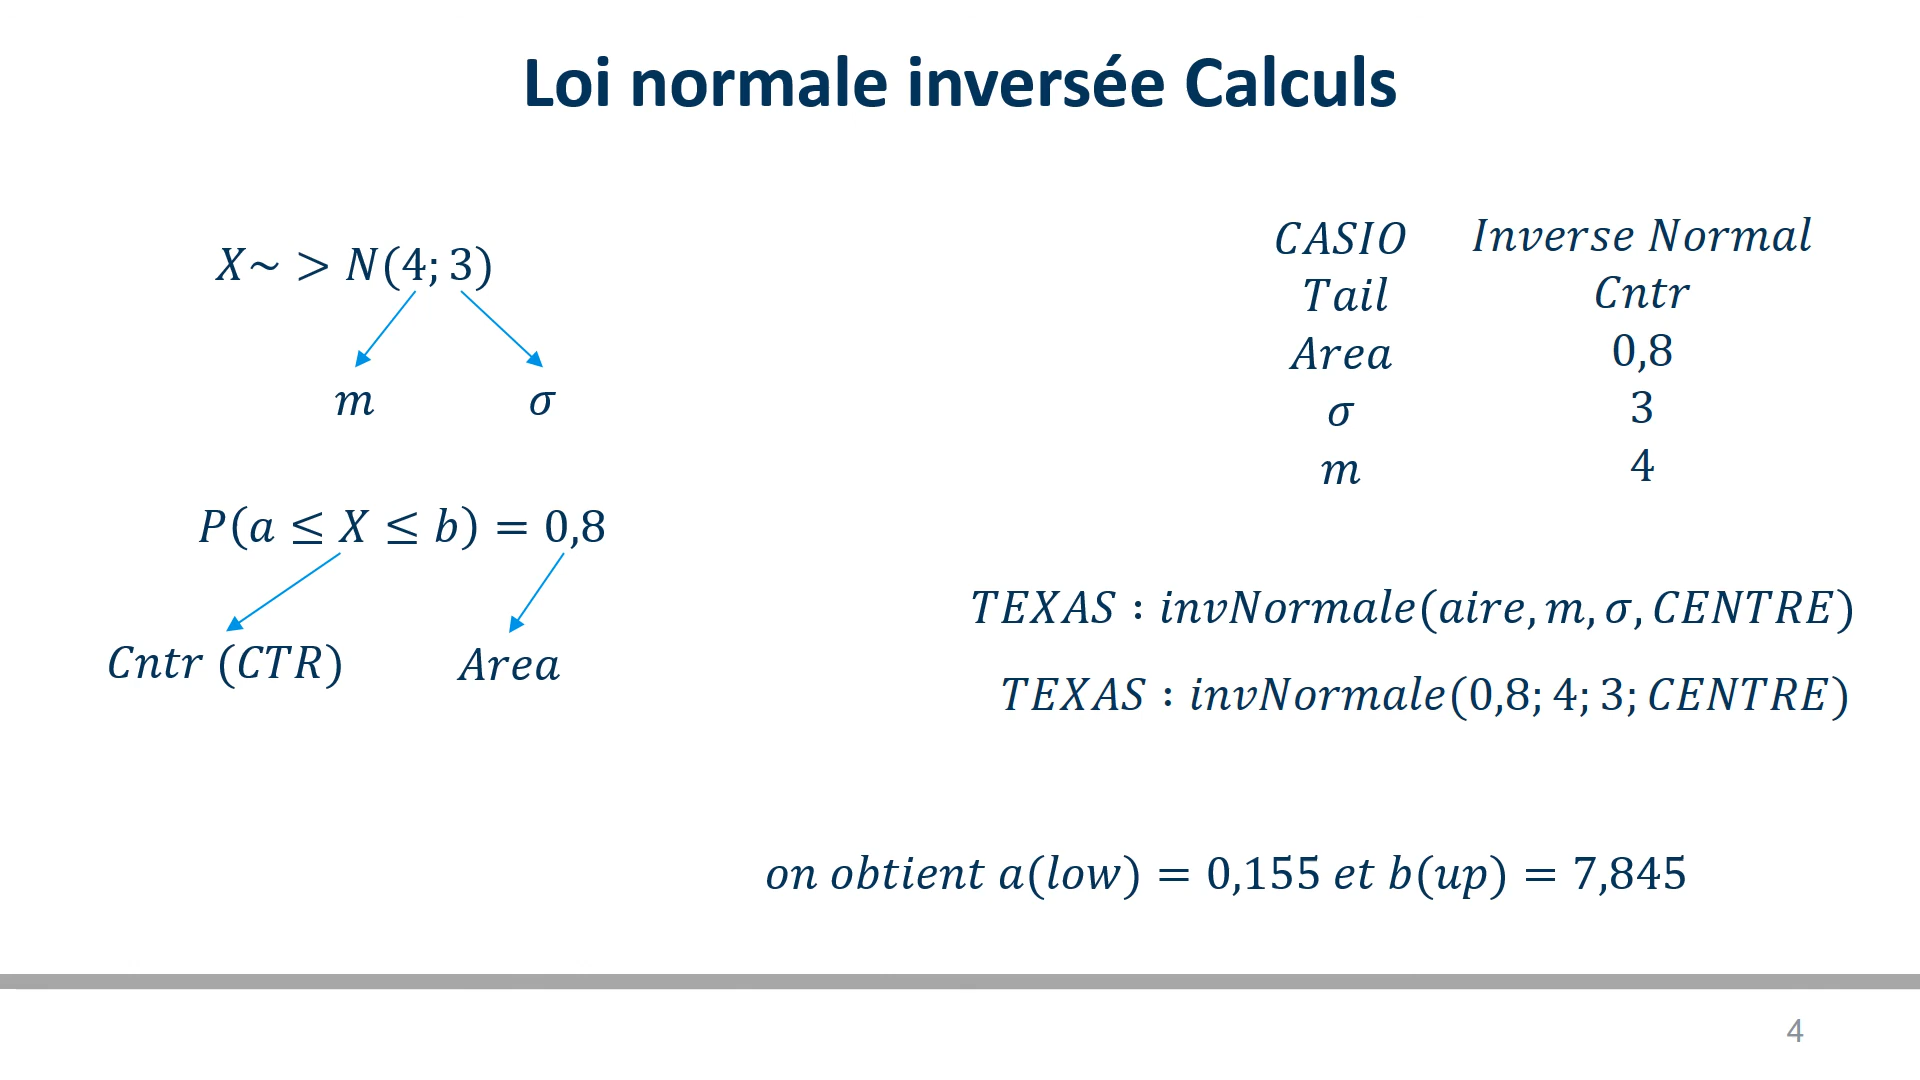 Loi normale inversée Calculs
X~ > N(4; 3)
m σ
P(a ≤ X ≤ b) = 0,8
Cntr (CTR) Area
CASIO Inverse Normal
Tail Cntr
Area 0,8
σ 3
m 4
TEXAS : invNormale(aire, m, σ, CENTRE)
TEXAS : invNormale(0,8; 4; 3; CENTRE)
on obtient a(low) = 0,155 et b(up) = 7,845
4